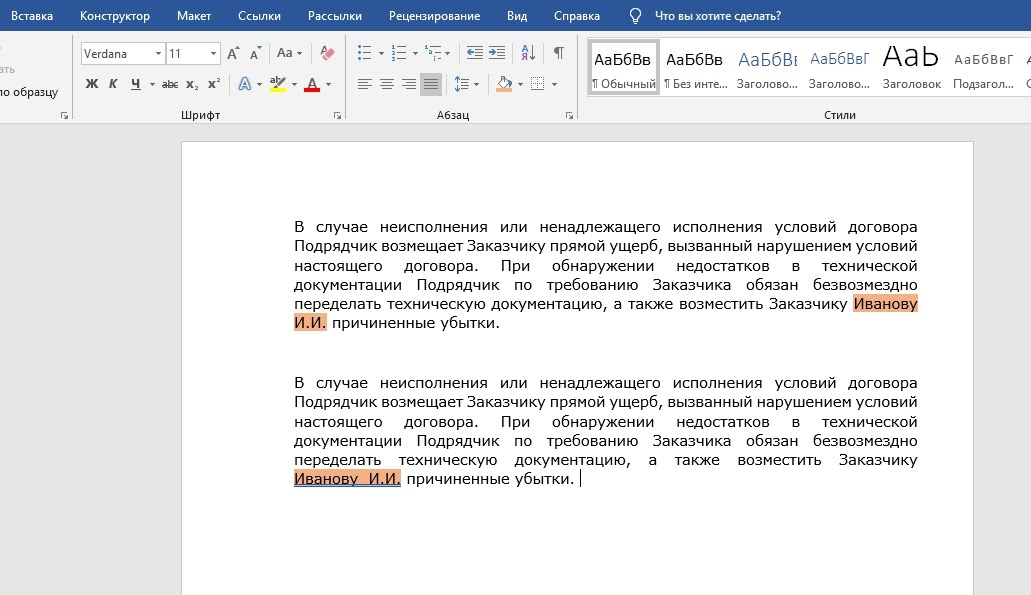 Вставка Конструктор Макет Ссылки Рассылки Рецензирование Вид Справка Что вы хотите сделать?
Verdana 11 Aa АаБбВв АаБбВв АаБбВı АаБбВвГ АаЬ АаБбВвГ
по образцу Ж К Ч abc x₂ x² А ab А ¶ Обычный ¶ Без инте... Заголово... Заголово... Заголовок Подзагол...
Шрифт Абзац Стили
В случае неисполнения или ненадлежащего исполнения условий договора
Подрядчик возмещает Заказчику прямой ущерб, вызванный нарушением условий
настоящего договора. При обнаружении недостатков в технической
документации Подрядчик по требованию Заказчика обязан безвозмездно
переделать техническую документацию, а также возместить Заказчику Иванову
И.И. причиненные убытки.
В случае неисполнения или ненадлежащего исполнения условий договора
Подрядчик возмещает Заказчику прямой ущерб, вызванный нарушением условий
настоящего договора. При обнаружении недостатков в технической
документации Подрядчик по требованию Заказчика обязан безвозмездно
переделать техническую документацию, а также возместить Заказчику
Иванову И.И. причиненные убытки.